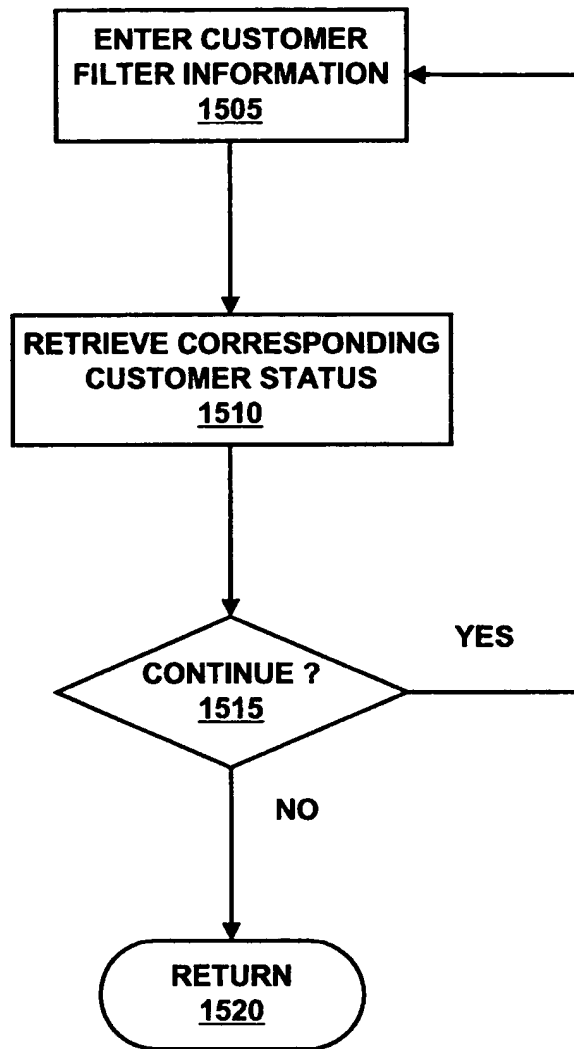 ENTER CUSTOMER
FILTER INFORMATION
1505
RETRIEVE CORRESPONDING
CUSTOMER STATUS
1510
YES
CONTINUE ?
1515
NO
RETURN
1520